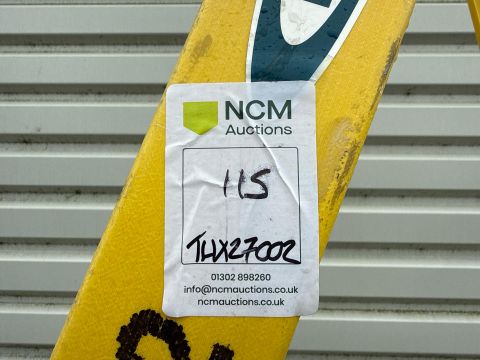 NCM
Auctions
115
THX27002
01302 898260
info@ncmauctions.co.uk
ncmauctions.co.uk